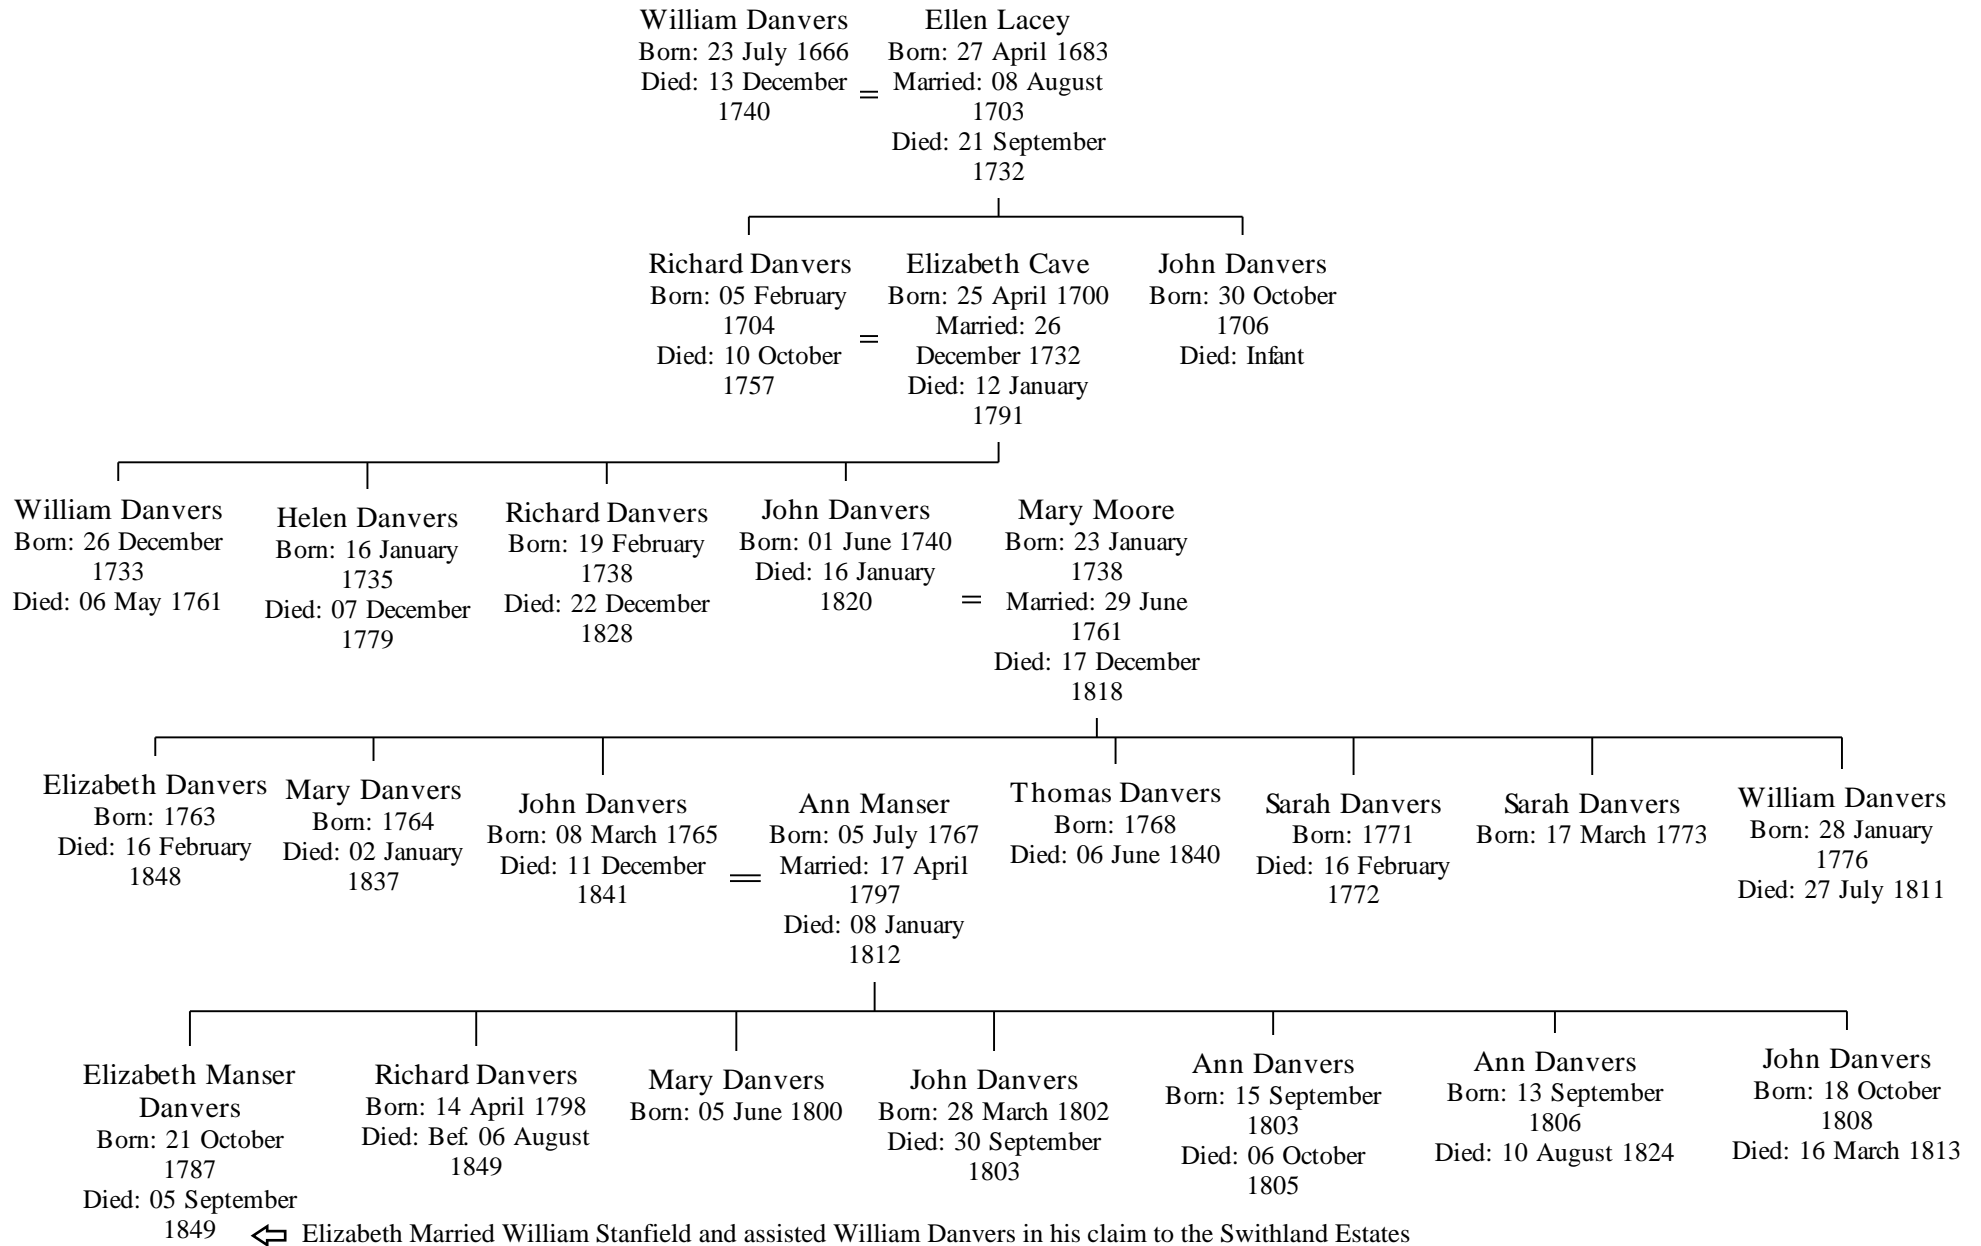 William Danvers
Born: 23 July 1666
Died: 13 December
1740
=
Ellen Lacey
Born: 27 April 1683
Married: 08 August
1703
Died: 21 September
1732
Richard Danvers
Born: 05 February
1704
Died: 10 October
1757
=
Elizabeth Cave
Born: 25 April 1700
Married: 26
December 1732
Died: 12 January
1791
John Danvers
Born: 30 October
1706
Died: Infant
William Danvers
Born: 26 December
1733
Died: 06 May 1761
Helen Danvers
Born: 16 January
1735
Died: 07 December
1779
Richard Danvers
Born: 19 February
1738
Died: 22 December
1828
John Danvers
Born: 01 June 1740
Died: 16 January
1820
=
Mary Moore
Born: 23 January
1738
Married: 29 June
1761
Died: 17 December
1818
Elizabeth Danvers
Born: 1763
Died: 16 February
1848
Mary Danvers
Born: 1764
Died: 02 January
1837
John Danvers
Born: 08 March 1765
Died: 11 December
1841
=
Ann Manser
Born: 05 July 1767
Married: 17 April
1797
Died: 08 January
1812
Thomas Danvers
Born: 1768
Died: 06 June 1840
Sarah Danvers
Born: 1771
Died: 16 February
1772
Sarah Danvers
Born: 17 March 1773
William Danvers
Born: 28 January
1776
Died: 27 July 1811
Elizabeth Manser
Danvers
Born: 21 October
1787
Died: 05 September
1849
Richard Danvers
Born: 14 April 1798
Died: Bef. 06 August
1849
Mary Danvers
Born: 05 June 1800
John Danvers
Born: 28 March 1802
Died: 30 September
1803
Ann Danvers
Born: 15 September
1803
Died: 06 October
1805
Ann Danvers
Born: 13 September
1806
Died: 10 August 1824
John Danvers
Born: 18 October
1808
Died: 16 March 1813
Elizabeth Married William Stanfield and assisted William Danvers in his claim to the Swithland Estates